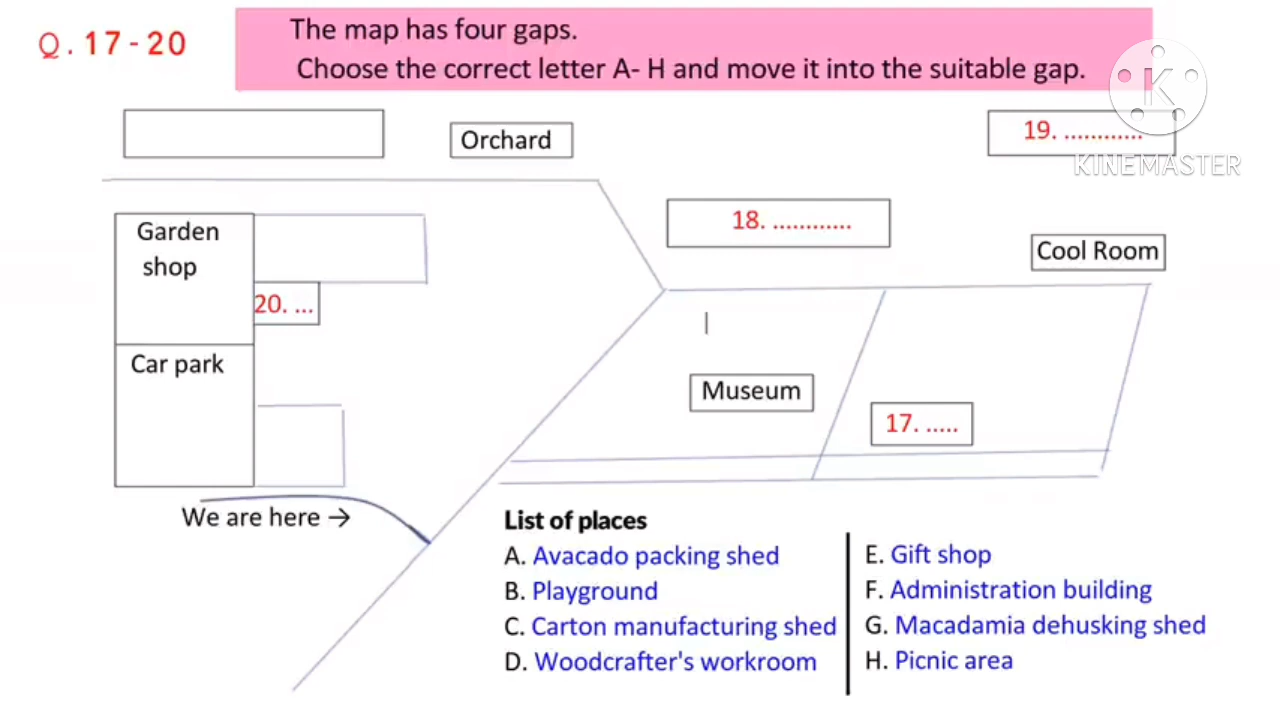 Q. 17-20
The map has four gaps.
Choose the correct letter A- H and move it into the suitable gap.
K
KINEMASTER
Orchard
19. ............
18. ............
Garden
shop
Cool Room
20. ...
Car park
Museum
17. .....
We are here →
List of places
A. Avacado packing shed
B. Playground
C. Carton manufacturing shed
D. Woodcrafter's workroom
E. Gift shop
F. Administration building
G. Macadamia dehusking shed
H. Picnic area